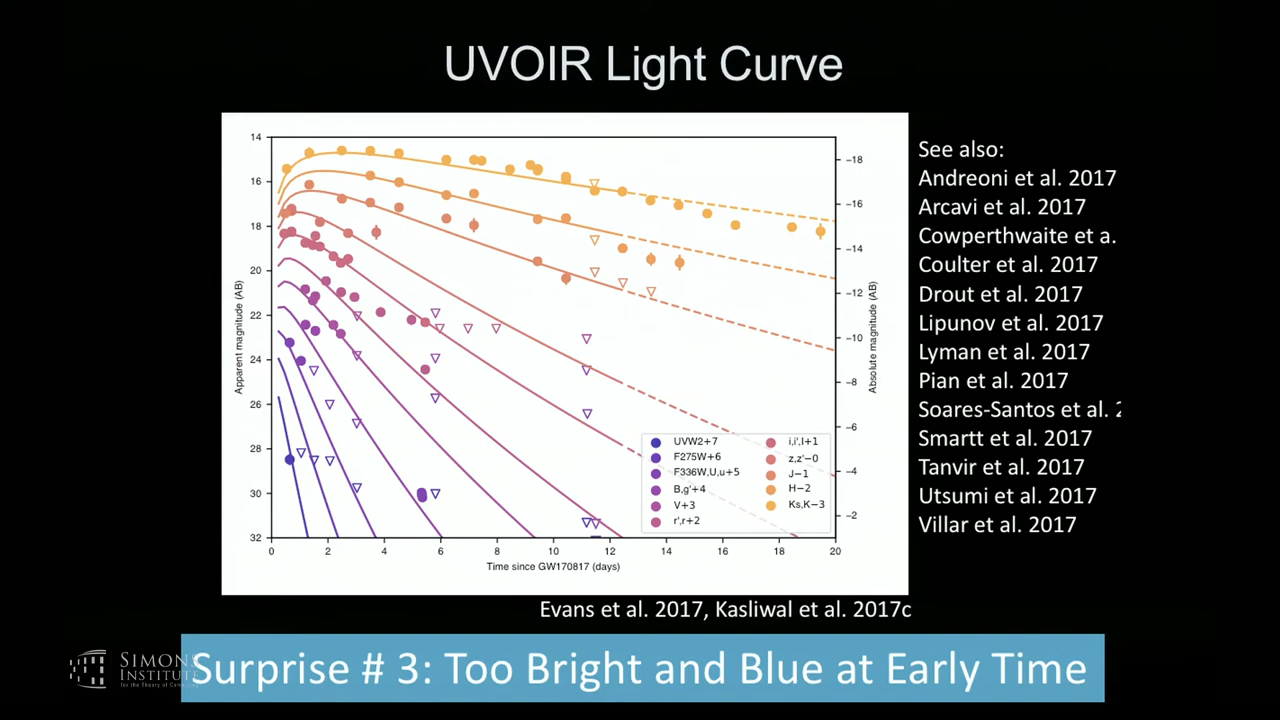 UVOIR Light Curve
14
16
18
20
22
24
26
28
30
32
Apparent magnitude (AB)
−18
−16
−14
−12
−10
−8
−6
−4
−2
Absolute magnitude (AB)
UVW2+7
F275W+6
F336W,U,u+5
B,g'+4
V+3
r',r+2
i,i',I+1
z,z'−0
J−1
H−2
Ks,K−3
0 2 4 6 8 10 12 14 16 18 20
Time since GW170817 (days)
See also:
Andreoni et al. 2017
Arcavi et al. 2017
Cowperthwaite et a.
Coulter et al. 2017
Drout et al. 2017
Lipunov et al. 2017
Lyman et al. 2017
Pian et al. 2017
Soares-Santos et al. 2
Smartt et al. 2017
Tanvir et al. 2017
Utsumi et al. 2017
Villar et al. 2017
Evans et al. 2017, Kasliwal et al. 2017c
Surprise # 3: Too Bright and Blue at Early Time
SIMONS
INSTITUTE
for the Theory of